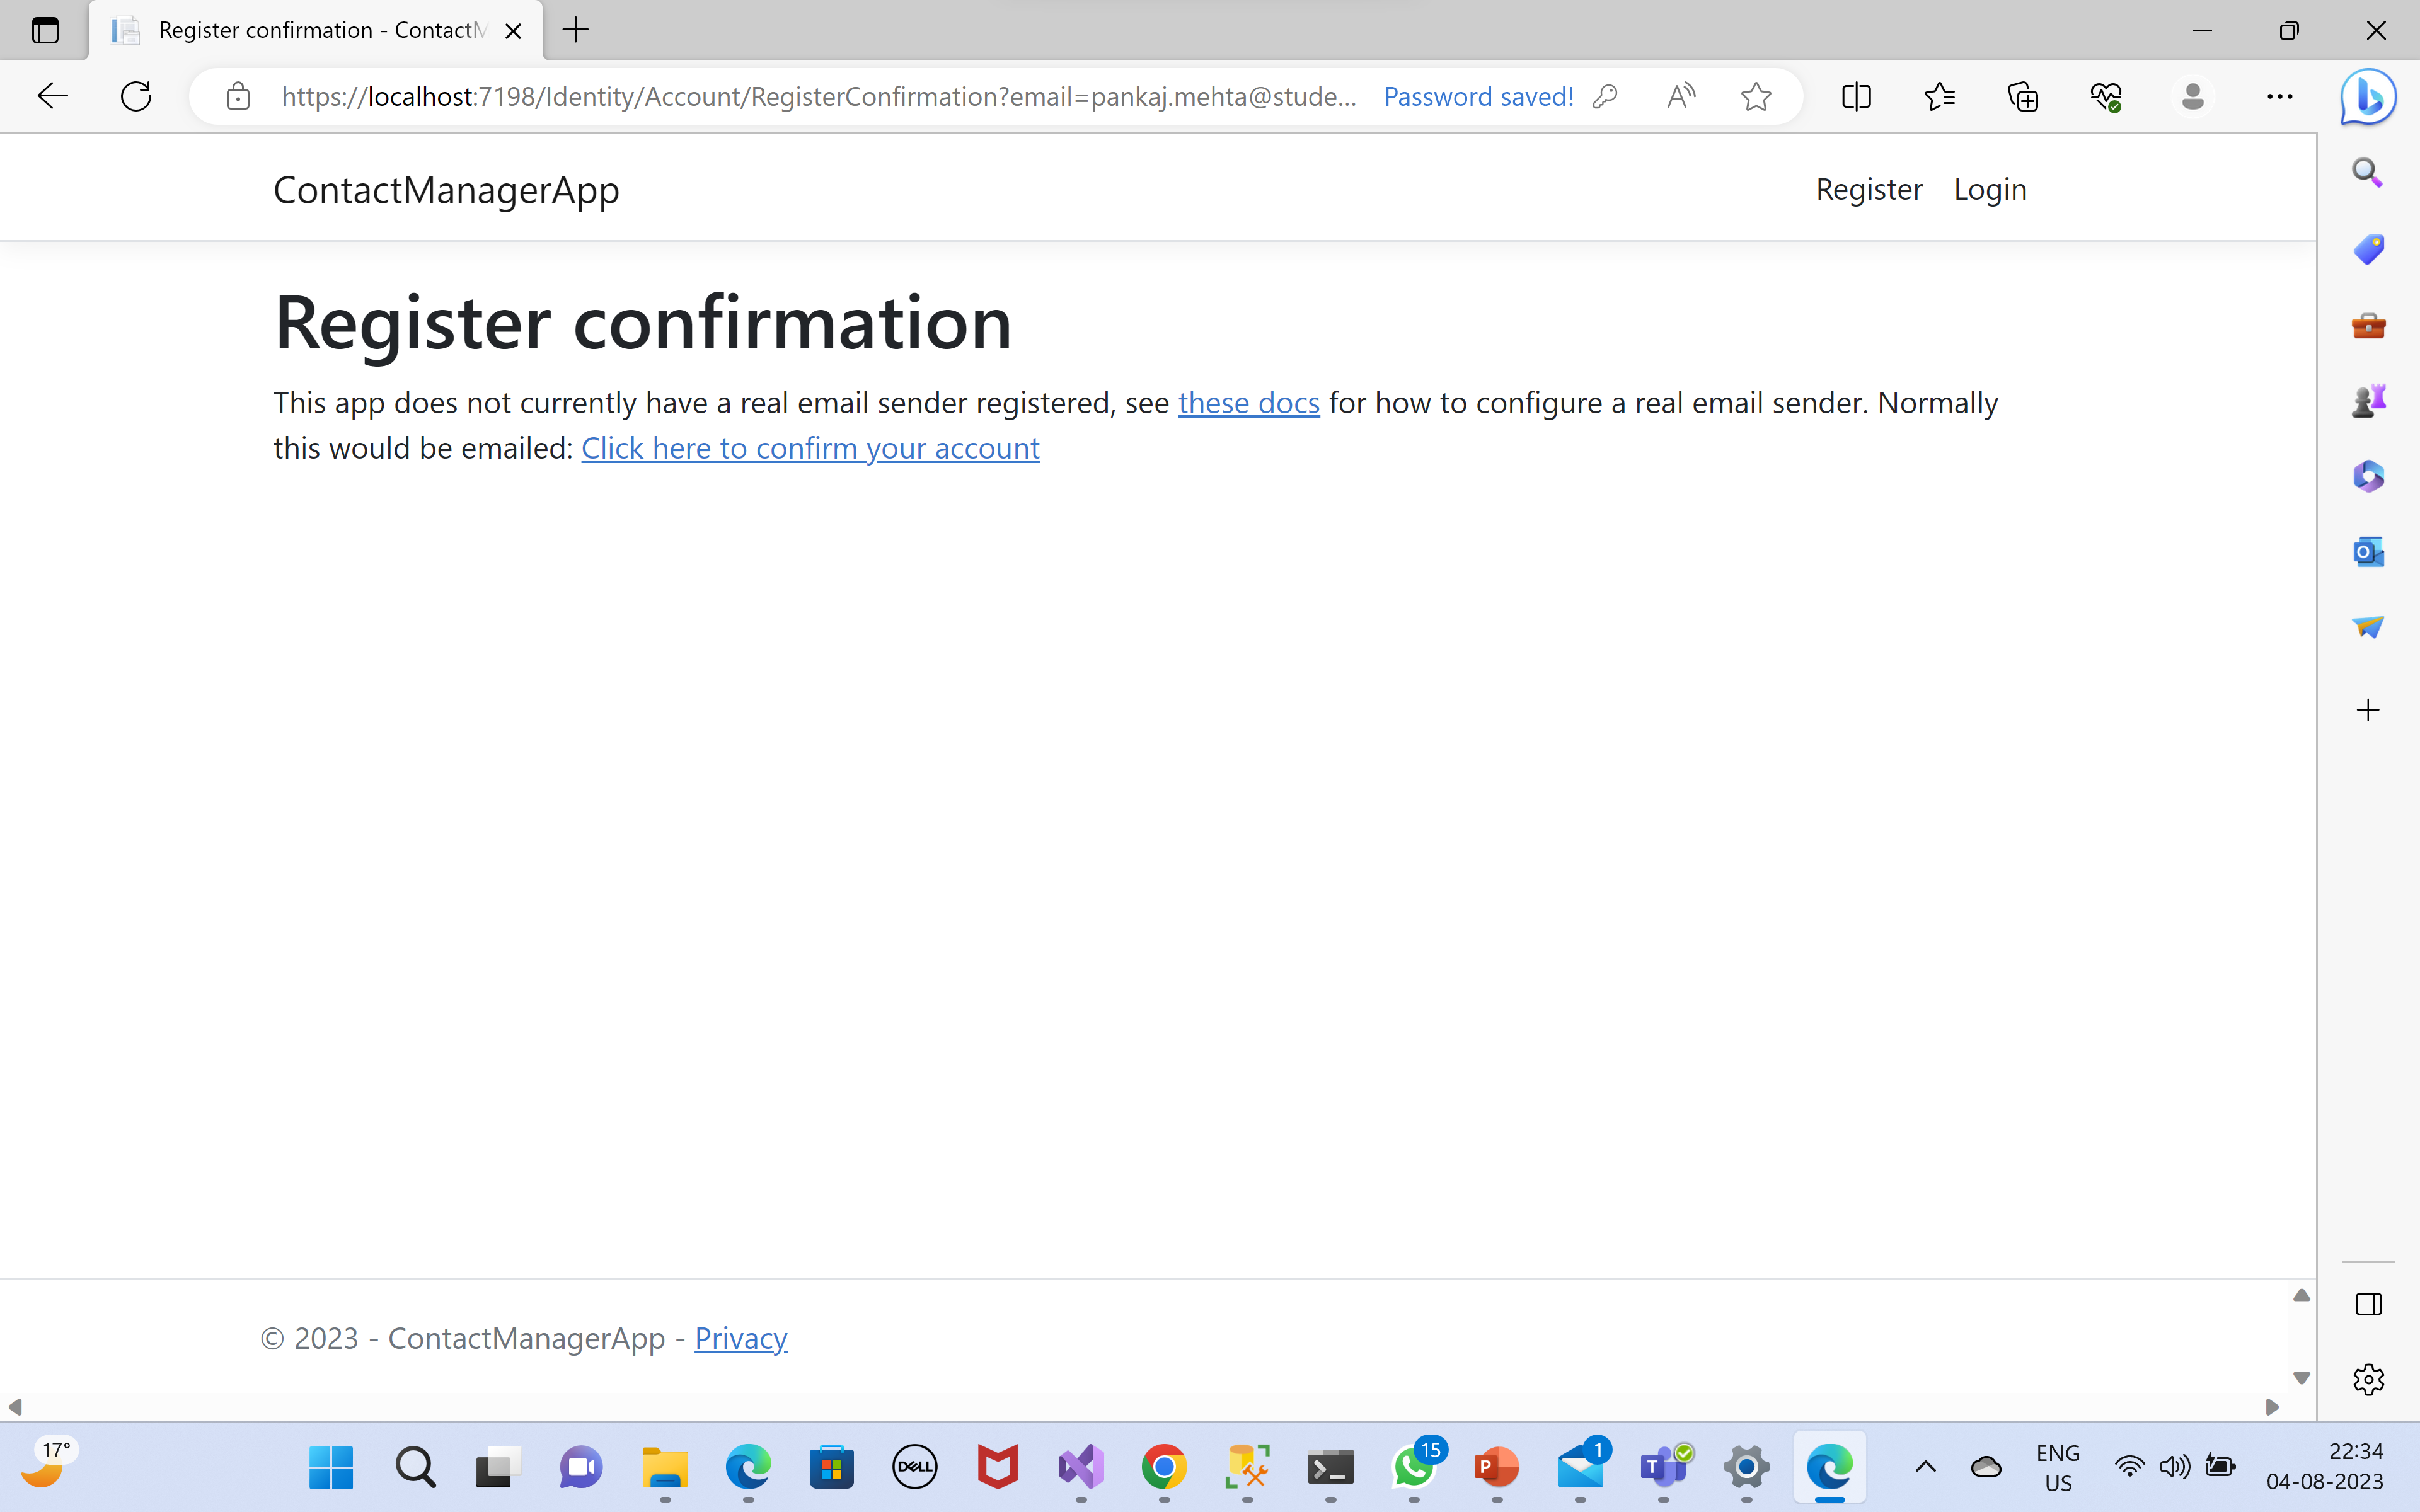 Register confirmation - ContactM
https://localhost:7198/Identity/Account/RegisterConfirmation?email=pankaj.mehta@stude...
Password saved!
ContactManagerApp
Register
Login
Register confirmation
This app does not currently have a real email sender registered, see these docs for how to configure a real email sender. Normally
this would be emailed: Click here to confirm your account
© 2023 - ContactManagerApp - Privacy
17°
DELL
15
1
ENG
US
22:34
04-08-2023